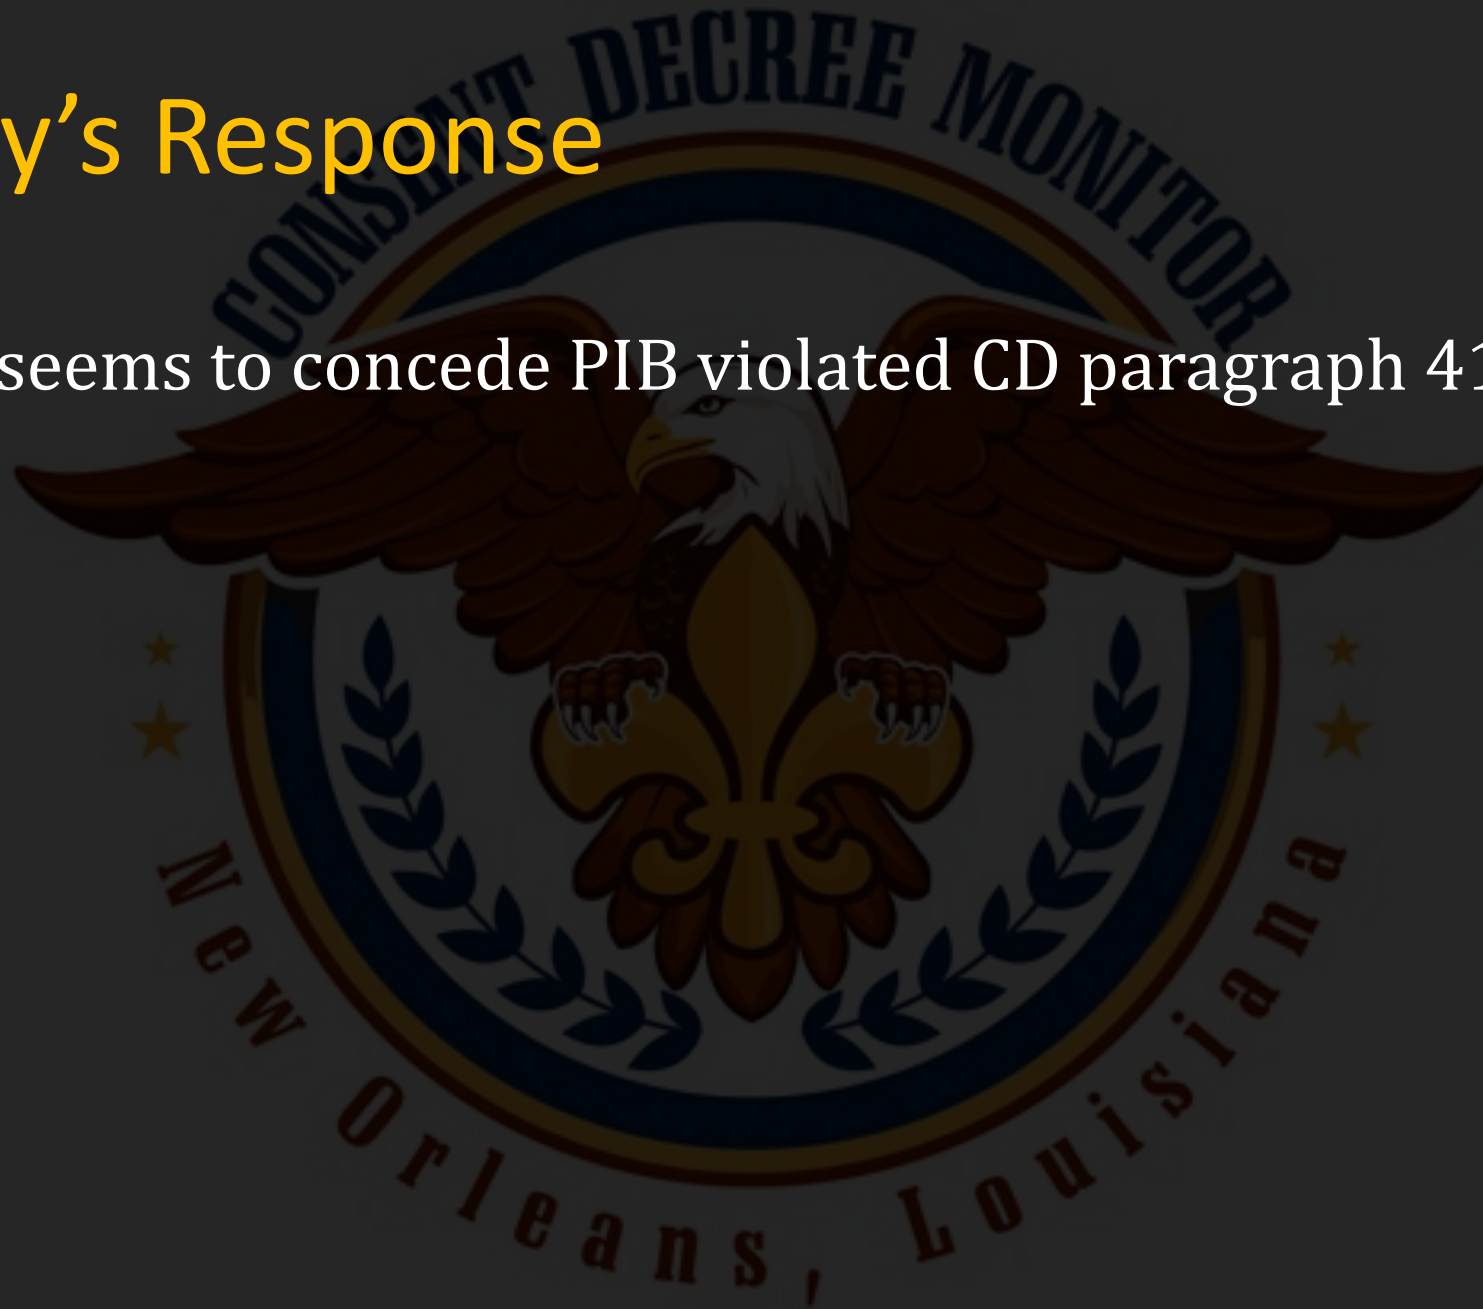 CONSENT DECREE MONITOR
y’s Response
seems to concede PIB violated CD paragraph 41
New Orleans, Louisiana